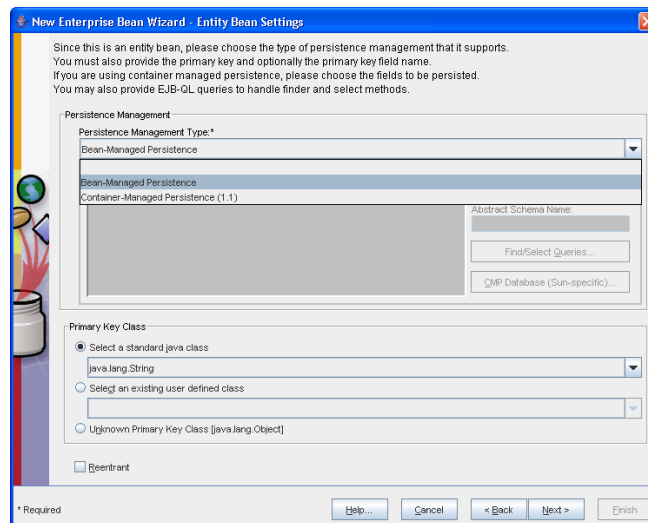 New Enterprise Bean Wizard - Entity Bean Settings
Since this is an entity bean, please choose the type of persistence management that it supports.
You must also provide the primary key and optionally the primary key field name.
If you are using container managed persistence, please choose the fields to be persisted.
You may also provide EJB-QL queries to handle finder and select methods.
Persistence Management
Persistence Management Type:*
Bean-Managed Persistence
Bean-Managed Persistence
Container-Managed Persistence (1.1)
Abstract Schema Name:
Find/Select Queries...
CMP Database (Sun-specific)...
Primary Key Class
Select a standard java class
java.lang.String
Select an existing user defined class
Unknown Primary Key Class [java.lang.Object]
Reentrant
* Required
Help... Cancel < Back Next > Finish